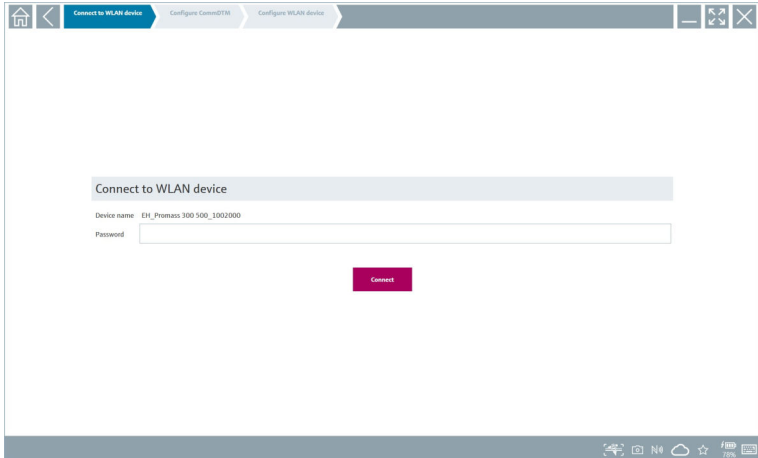 Connect to WLAN device
Configure CommDTM
Configure WLAN device
Connect to WLAN device
Device name EH_Promass 300 500_1002000
Password
Connect
78%